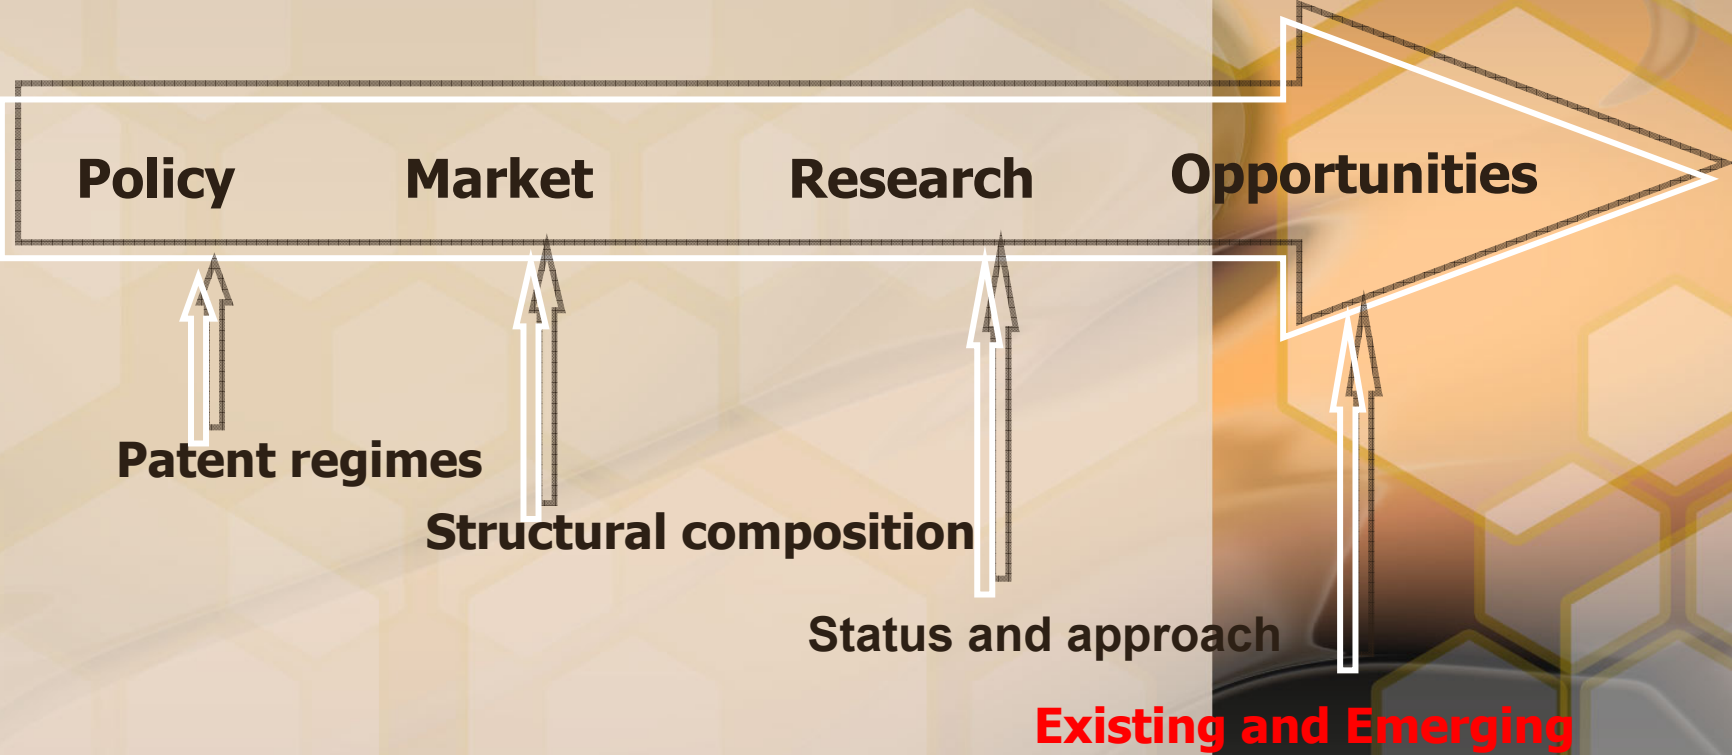 Policy Market Research Opportunities
Patent regimes
Structural composition
Status and approach
Existing and Emerging